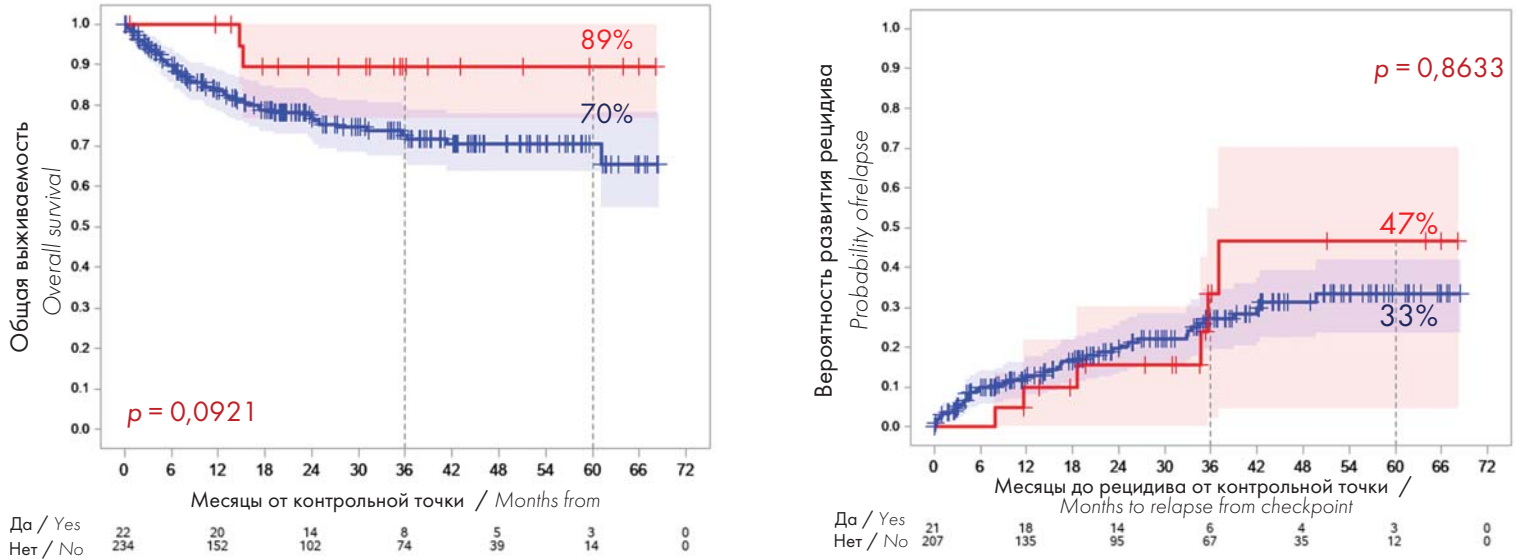 Общая выживаемость
Overall survival
1.0
0.9
0.8
0.7
0.6
0.5
0.4
0.3
0.2
0.1
0.0
89%
70%
p = 0,0921
0 6 12 18 24 30 36 42 48 54 60 66 72
Месяцы от контрольной точки / Months from
Да / Yes 22 20 14 8 5 3 0
Нет / No 234 152 102 74 39 14 0
Вероятность развития рецидива
Probability ofrelapse
1.0
0.9
0.8
0.7
0.6
0.5
0.4
0.3
0.2
0.1
0.0
p = 0,8633
47%
33%
0 6 12 18 24 30 36 42 48 54 60 66 72
Месяцы до рецидива от контрольной точки /
Months to relapse from checkpoint
Да / Yes 21 18 14 6 4 3 0
Нет / No 207 135 95 67 35 12 0